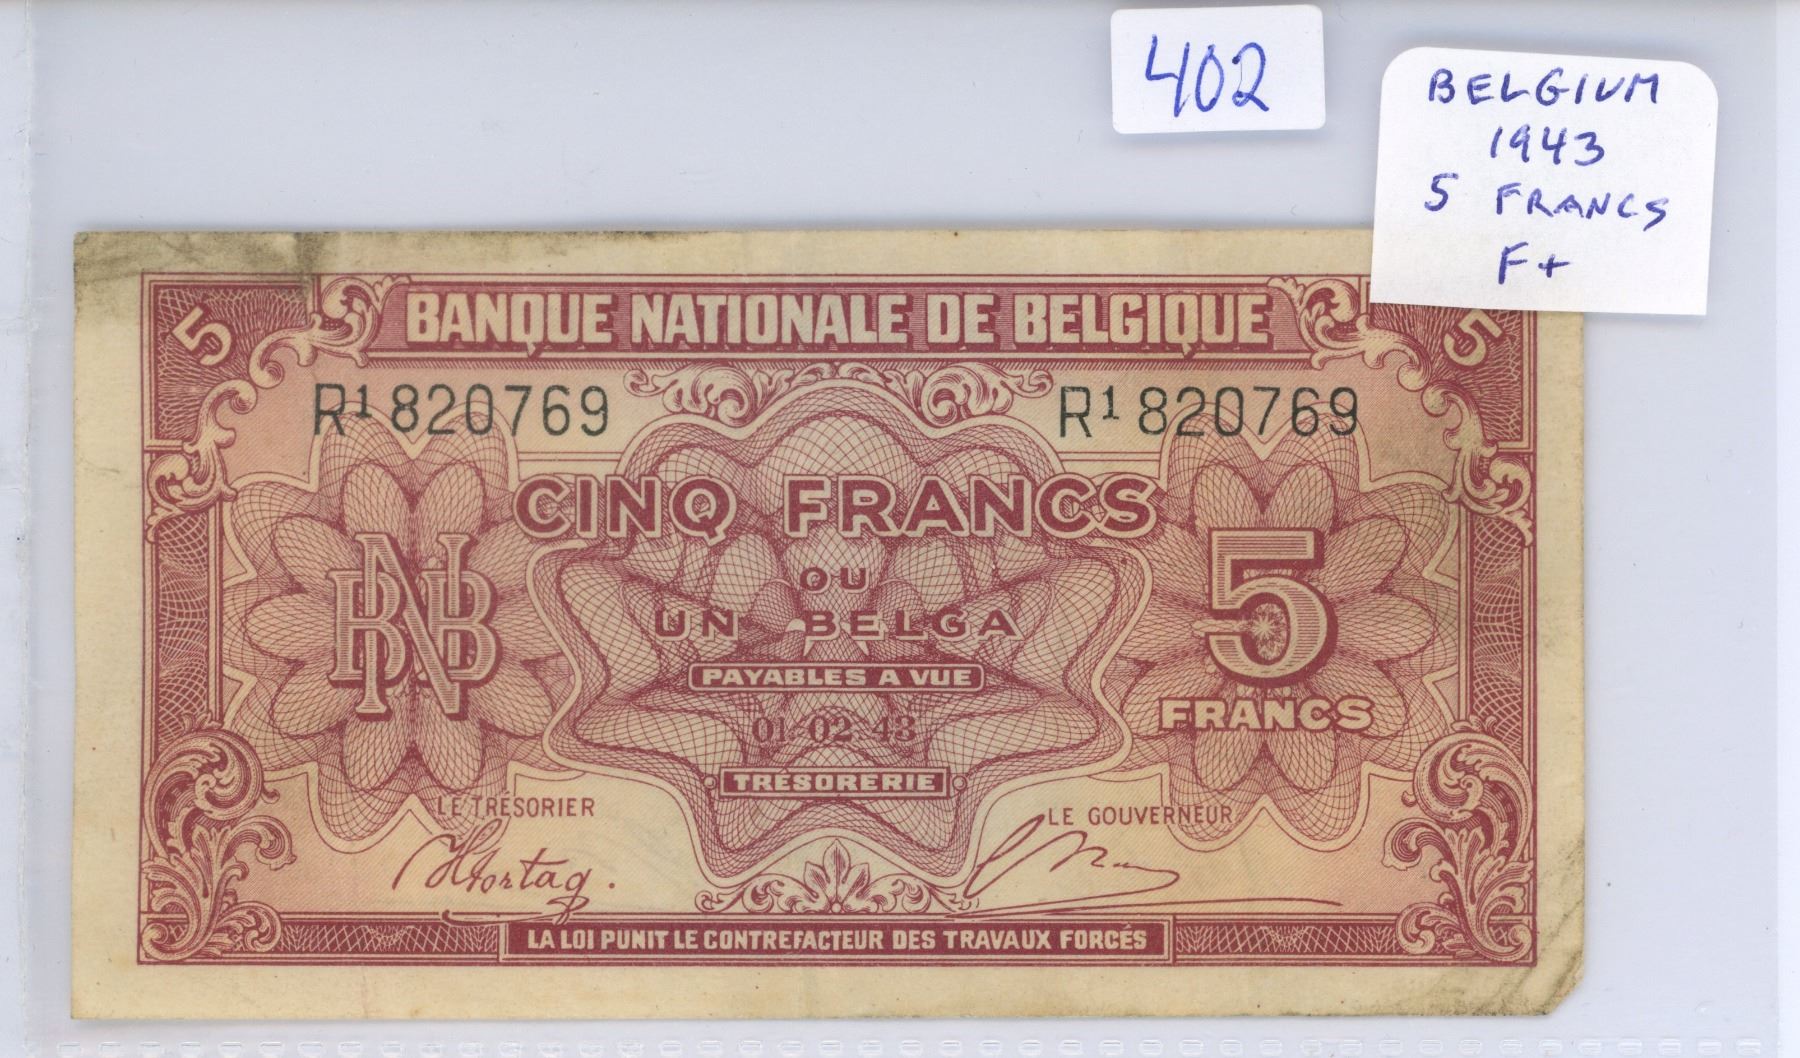 402
BELGIUM
1943
5 FRANCS
F+
5 BANQUE NATIONALE DE BELGIQUE 5
R1 820769 R1 820769
CINQ FRANCS
OU
UN BELGA
BNB 5
PAYABLES A VUE
FRANCS
01-02-43
TRÉSORERIE
LE TRÉSORIER LE GOUVERNEUR
LA LOI PUNIT LE CONTREFACTEUR DES TRAVAUX FORCÉS